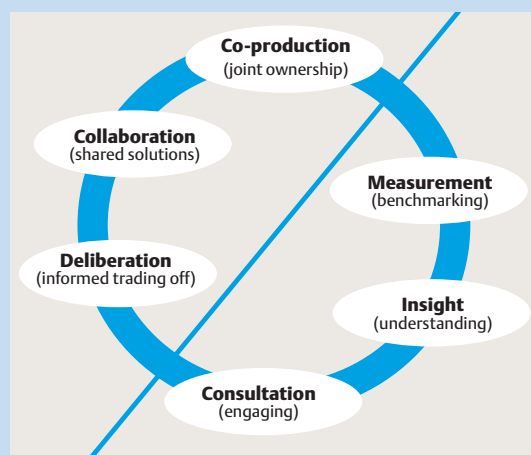 Co-production
(joint ownership)
Collaboration
(shared solutions)
Measurement
(benchmarking)
Deliberation
(informed trading off)
Insight
(understanding)
Consultation
(engaging)